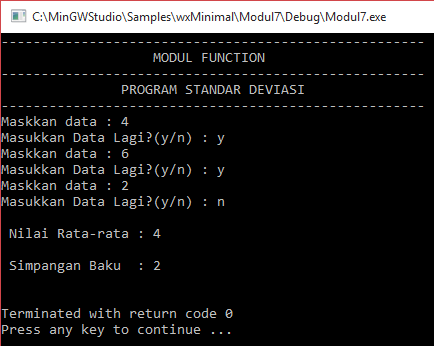 C:\MinGWStudio\Samples\wxMinimal\Modul7\Debug\Modul7.exe
-----------------------------------------------------
MODUL FUNCTION
-----------------------------------------------------
PROGRAM STANDAR DEVIASI
-----------------------------------------------------
Maskkan data : 4
Masukkan Data Lagi?(y/n) : y
Maskkan data : 6
Masukkan Data Lagi?(y/n) : y
Maskkan data : 2
Masukkan Data Lagi?(y/n) : n
Nilai Rata-rata : 4
Simpangan Baku  : 2
Terminated with return code 0
Press any key to continue ...